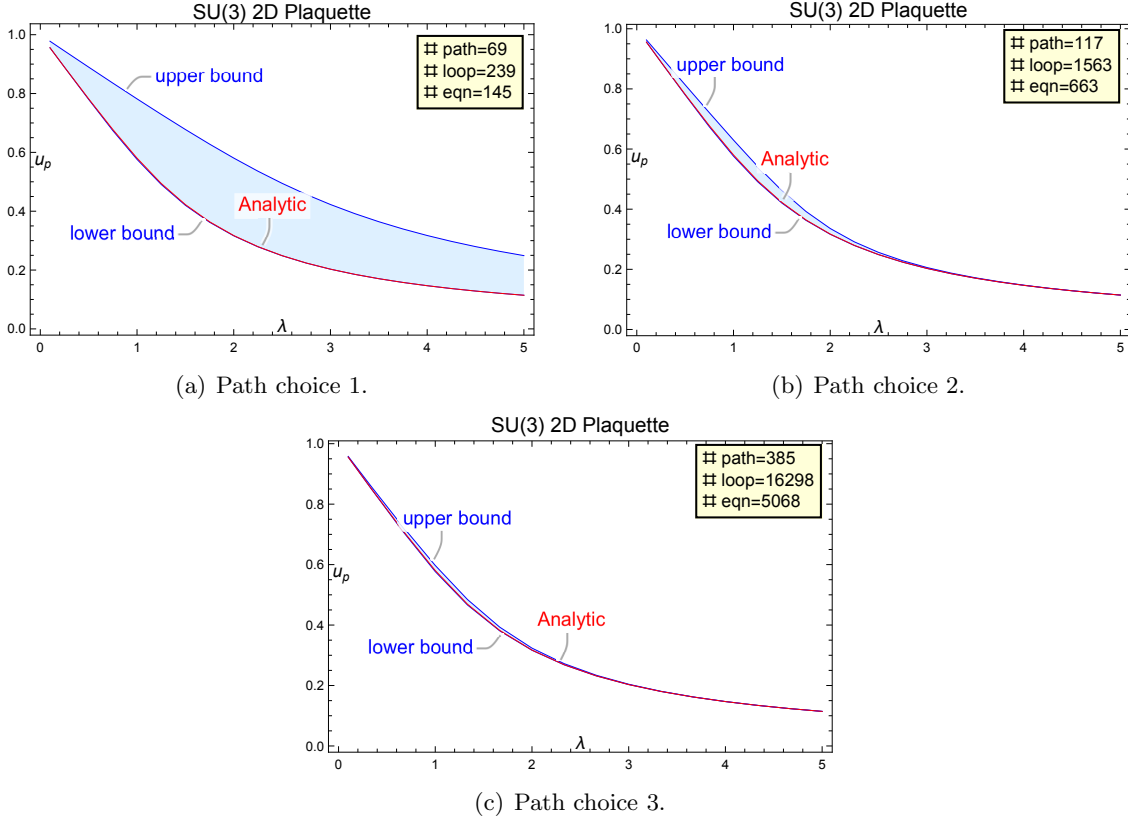 SU(3) 2D Plaquette
# path=69
# loop=239
# eqn=145
upper bound
Analytic
lower bound
u_p
λ
0.0
0.2
0.4
0.6
0.8
1.0
0
1
2
3
4
5
(a) Path choice 1.
SU(3) 2D Plaquette
# path=117
# loop=1563
# eqn=663
upper bound
Analytic
lower bound
u_p
λ
0.0
0.2
0.4
0.6
0.8
1.0
0
1
2
3
4
5
(b) Path choice 2.
SU(3) 2D Plaquette
# path=385
# loop=16298
# eqn=5068
upper bound
Analytic
lower bound
u_p
λ
0.0
0.2
0.4
0.6
0.8
1.0
0
1
2
3
4
5
(c) Path choice 3.